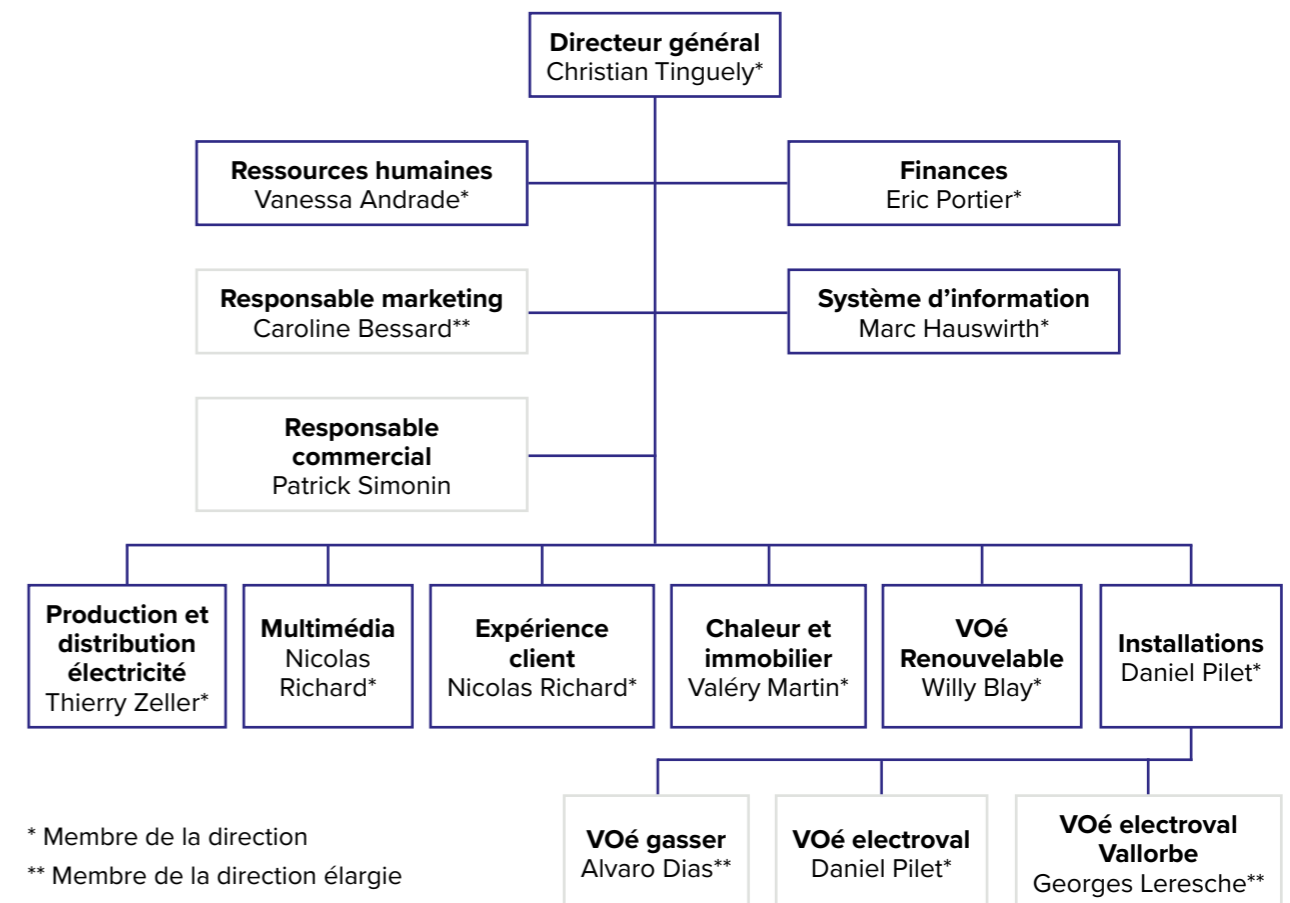 Directeur général
Christian Tinguely*
Ressources humaines
Vanessa Andrade*
Finances
Eric Portier*
Responsable marketing
Caroline Bessard**
Système d’information
Marc Hauswirth*
Responsable
commercial
Patrick Simonin
Production et
distribution
électricité
Thierry Zeller*
Multimédia
Nicolas
Richard*
Expérience
client
Nicolas Richard*
Chaleur et
immobilier
Valéry Martin*
VOé
Renouvelable
Willy Blay*
Installations
Daniel Pilet*
VOé gasser
Alvaro Dias**
VOé electroval
Daniel Pilet*
VOé electroval
Vallorbe
Georges Leresche**
* Membre de la direction
** Membre de la direction élargie